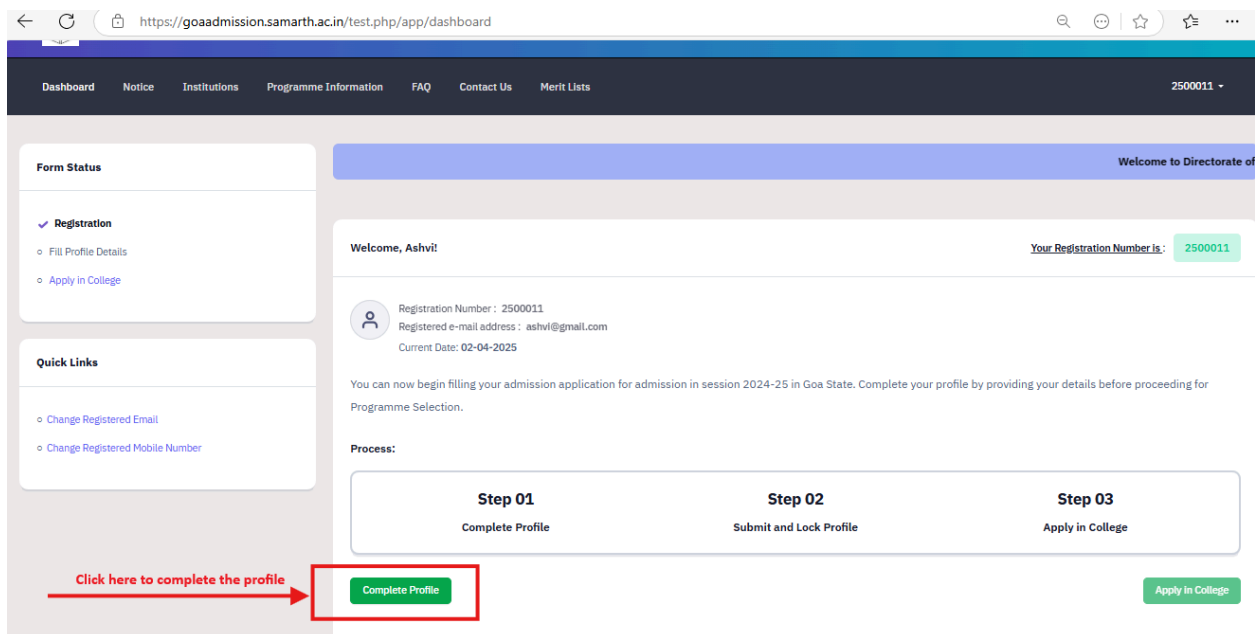 https://goaadmission.samarth.ac.in/test.php/app/dashboard
Dashboard Notice Institutions Programme Information FAQ Contact Us Merit Lists 2500011
Form Status
Registration
Fill Profile Details
Apply in College
Quick Links
Change Registered Email
Change Registered Mobile Number
Welcome to Directorate of
Welcome, Ashvi!
Your Registration Number is : 2500011
Registration Number : 2500011
Registered e-mail address : ashvi@gmail.com
Current Date: 02-04-2025
You can now begin filling your admission application for admission in session 2024-25 in Goa State. Complete your profile by providing your details before proceeding for
Programme Selection.
Process:
Step 01 Step 02 Step 03
Complete Profile Submit and Lock Profile Apply in College
Click here to complete the profile
Complete Profile Apply in College